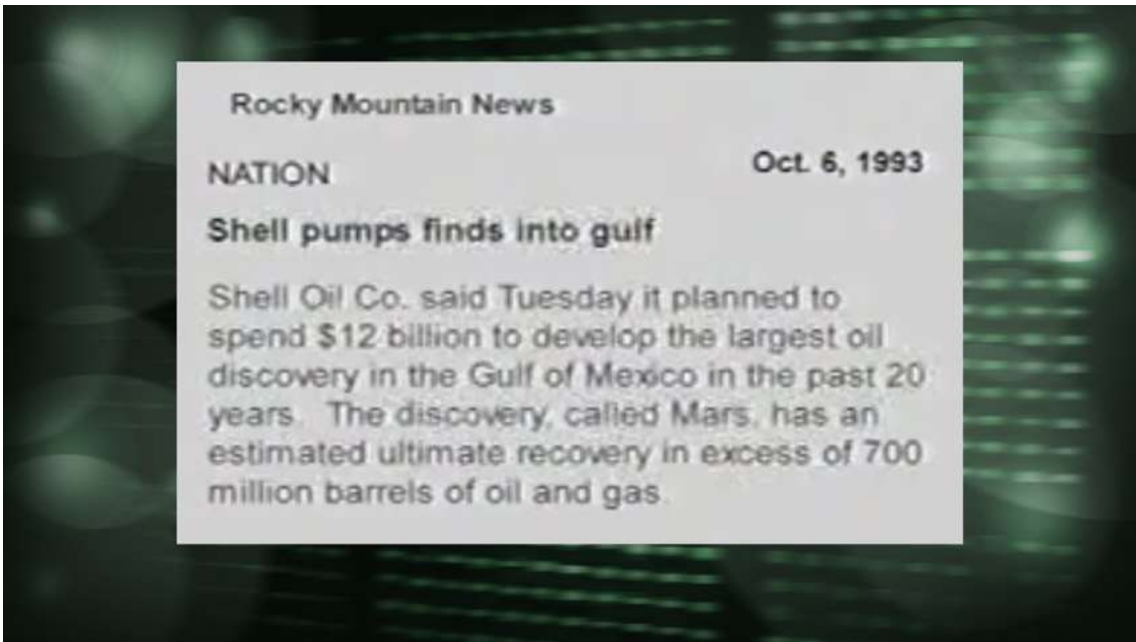 Rocky Mountain News
NATION
Oct. 6, 1993
Shell pumps finds into gulf
Shell Oil Co. said Tuesday it planned to
spend $12 billion to develop the largest oil
discovery in the Gulf of Mexico in the past 20
years. The discovery, called Mars, has an
estimated ultimate recovery in excess of 700
million barrels of oil and gas.